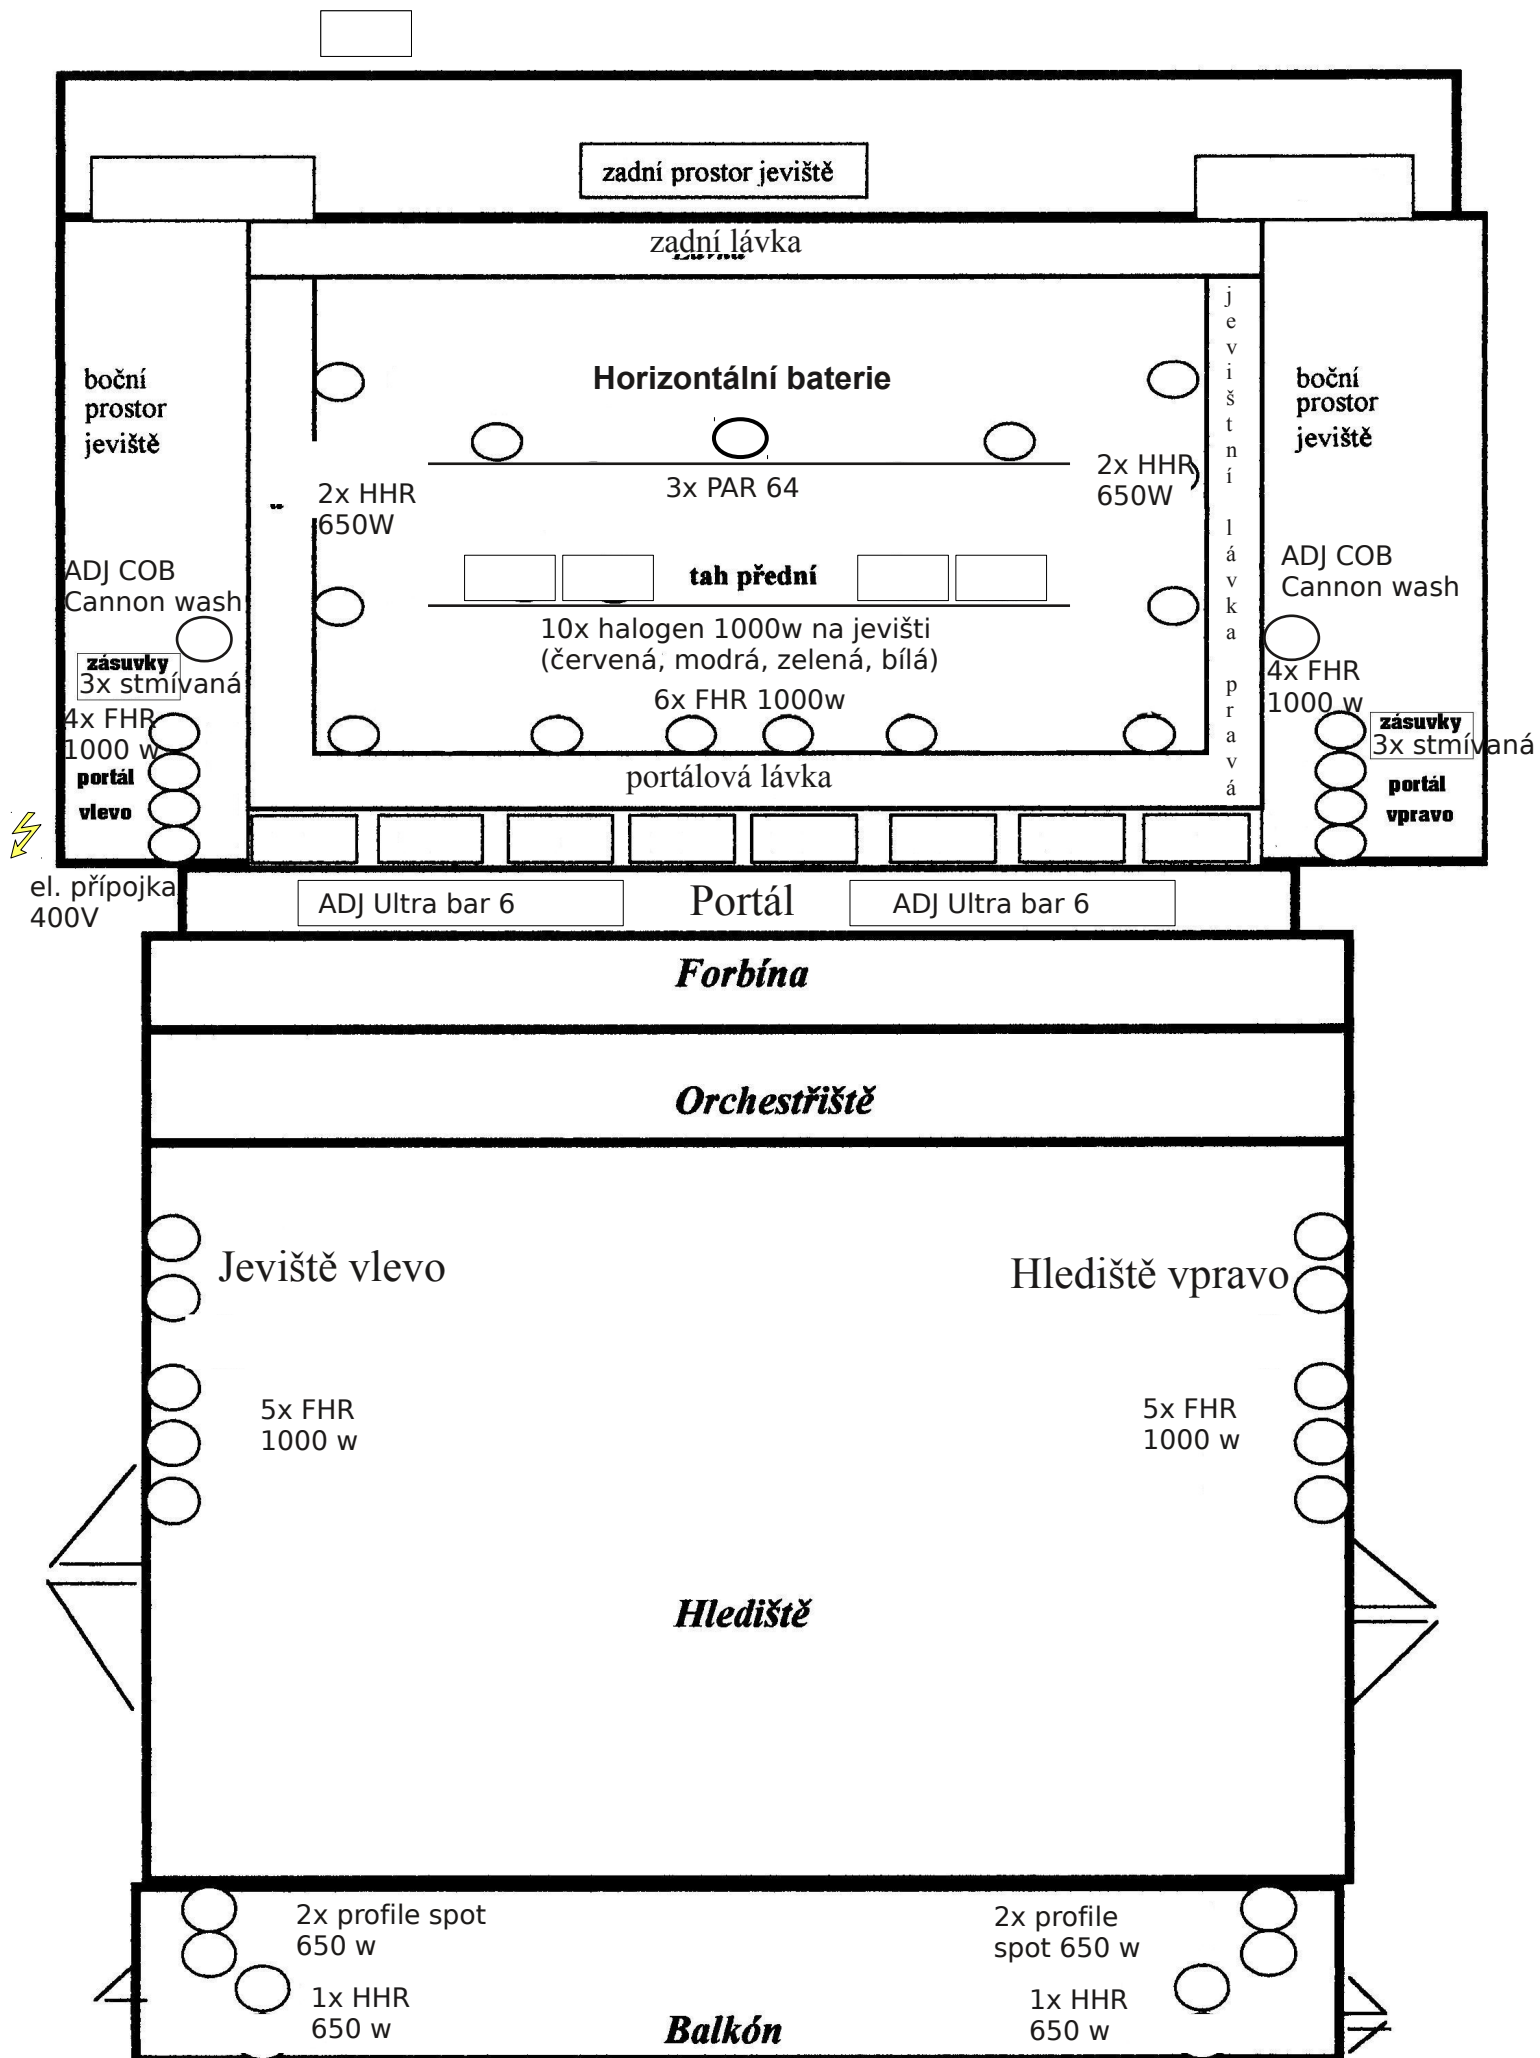 zadní prostor jeviště
zadní lávka
jevištní lávka pravá
boční
prostor
jeviště
Horizontální baterie
boční
prostor
jeviště
3x PAR 64
2x HHR
650W
2x HHR
650W
ADJ COB
Cannon wash
tah přední
ADJ COB
Cannon wash
10x halogen 1000w na jevišti
(červená, modrá, zelená, bílá)
zásuvky
3x stmívaná
6x FHR 1000w
4x FHR
1000 w
4x FHR
1000 w
zásuvky
3x stmívaná
portál
vlevo
portálová lávka
portál
vpravo
el. přípojka
400V
ADJ Ultra bar 6
Portál
ADJ Ultra bar 6
Forbína
Orchestřiště
Jeviště vlevo
Hlediště vpravo
5x FHR
1000 w
5x FHR
1000 w
Hlediště
2x profile spot
650 w
2x profile
spot 650 w
1x HHR
650 w
1x HHR
650 w
Balkón